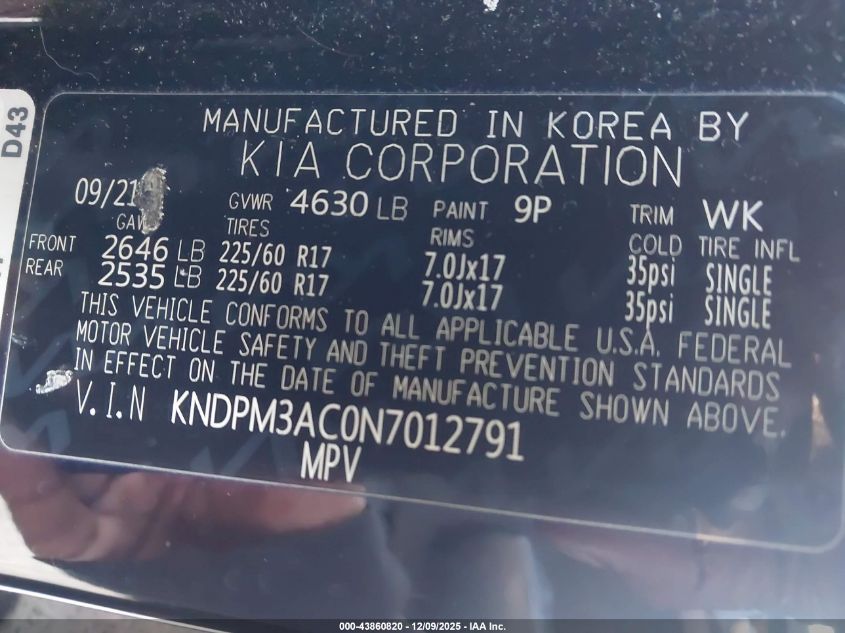 D43
MANUFACTURED IN KOREA BY
KIA CORPORATION
09/21 GVWR 4630 LB PAINT 9P TRIM WK
TIRES RIMS COLD TIRE INFL
FRONT 2646 LB 225/60 R17 7.0Jx17 35psi SINGLE
REAR 2535 LB 225/60 R17 7.0Jx17 35psi SINGLE
THIS VEHICLE CONFORMS TO ALL APPLICABLE U.S.A. FEDERAL
MOTOR VEHICLE SAFETY AND THEFT PREVENTION STANDARDS
IN EFFECT ON THE DATE OF MANUFACTURE SHOWN ABOVE.
V.I.N KNDPM3AC0N7012791
MPV
000-43860820 | 12/09/2025 - IAA Inc.